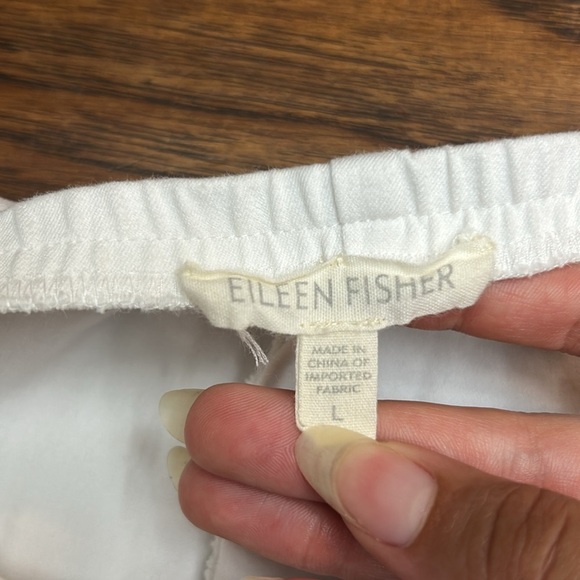 EILEEN FISHER
MADE IN
CHINA OF
IMPORTED
FABRIC
L